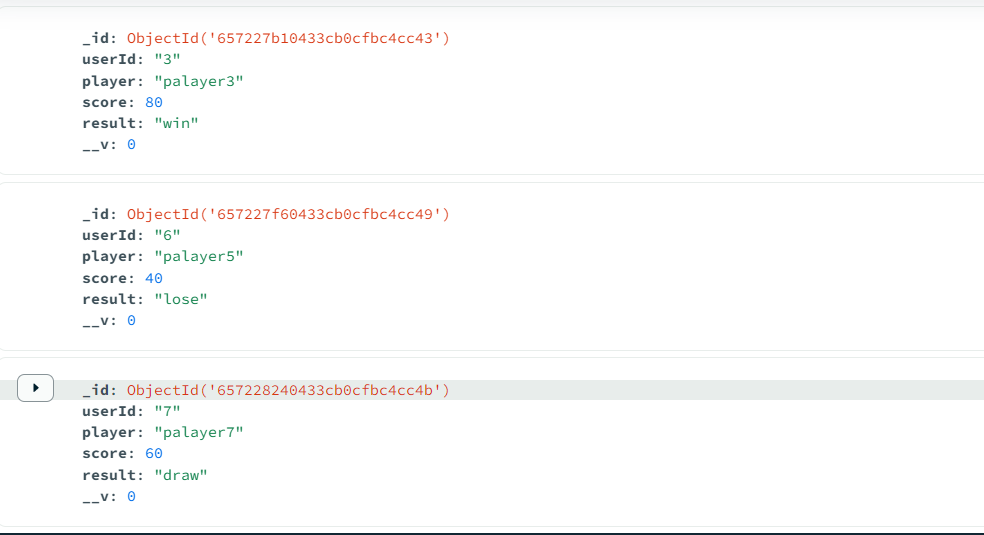 _id: ObjectId('657227b10433cb0cfbc4cc43')
userId: "3"
player: "palayer3"
score: 80
result: "win"
__v: 0
_id: ObjectId('657227f60433cb0cfbc4cc49')
userId: "6"
player: "palayer5"
score: 40
result: "lose"
__v: 0
_id: ObjectId('657228240433cb0cfbc4cc4b')
userId: "7"
player: "palayer7"
score: 60
result: "draw"
__v: 0